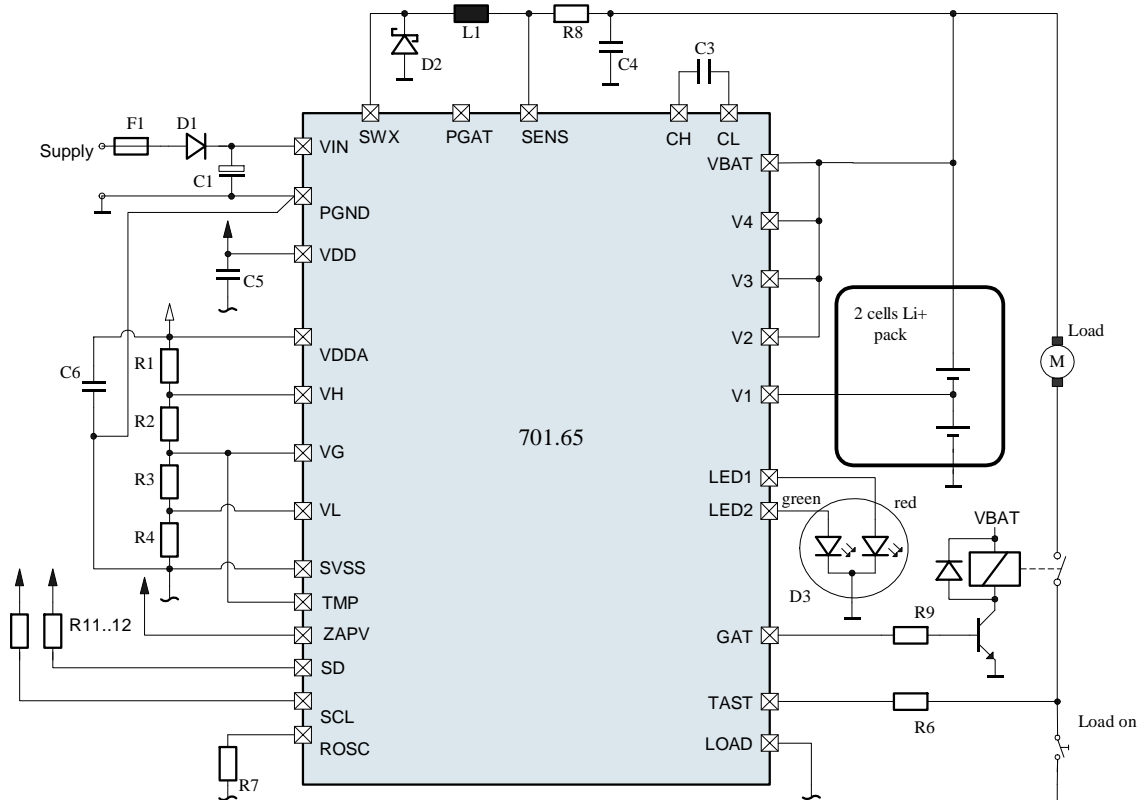 L1
R8
D2
C4
C3
F1
D1
SWX
PGAT
SENS
CH
CL
Supply
VIN
VBAT
C1
PGND
V4
VDD
C5
V3
2 cells Li+
pack
Load
V2
VDDA
R1
C6
M
VH
V1
R2
701.65
VG
R3
LED1
green
red
VL
LED2
R4
VBAT
SVSS
TMP
D3
R11..12
ZAPV
GAT
R9
SD
SCL
TAST
R6
Load on
ROSC
LOAD
R7